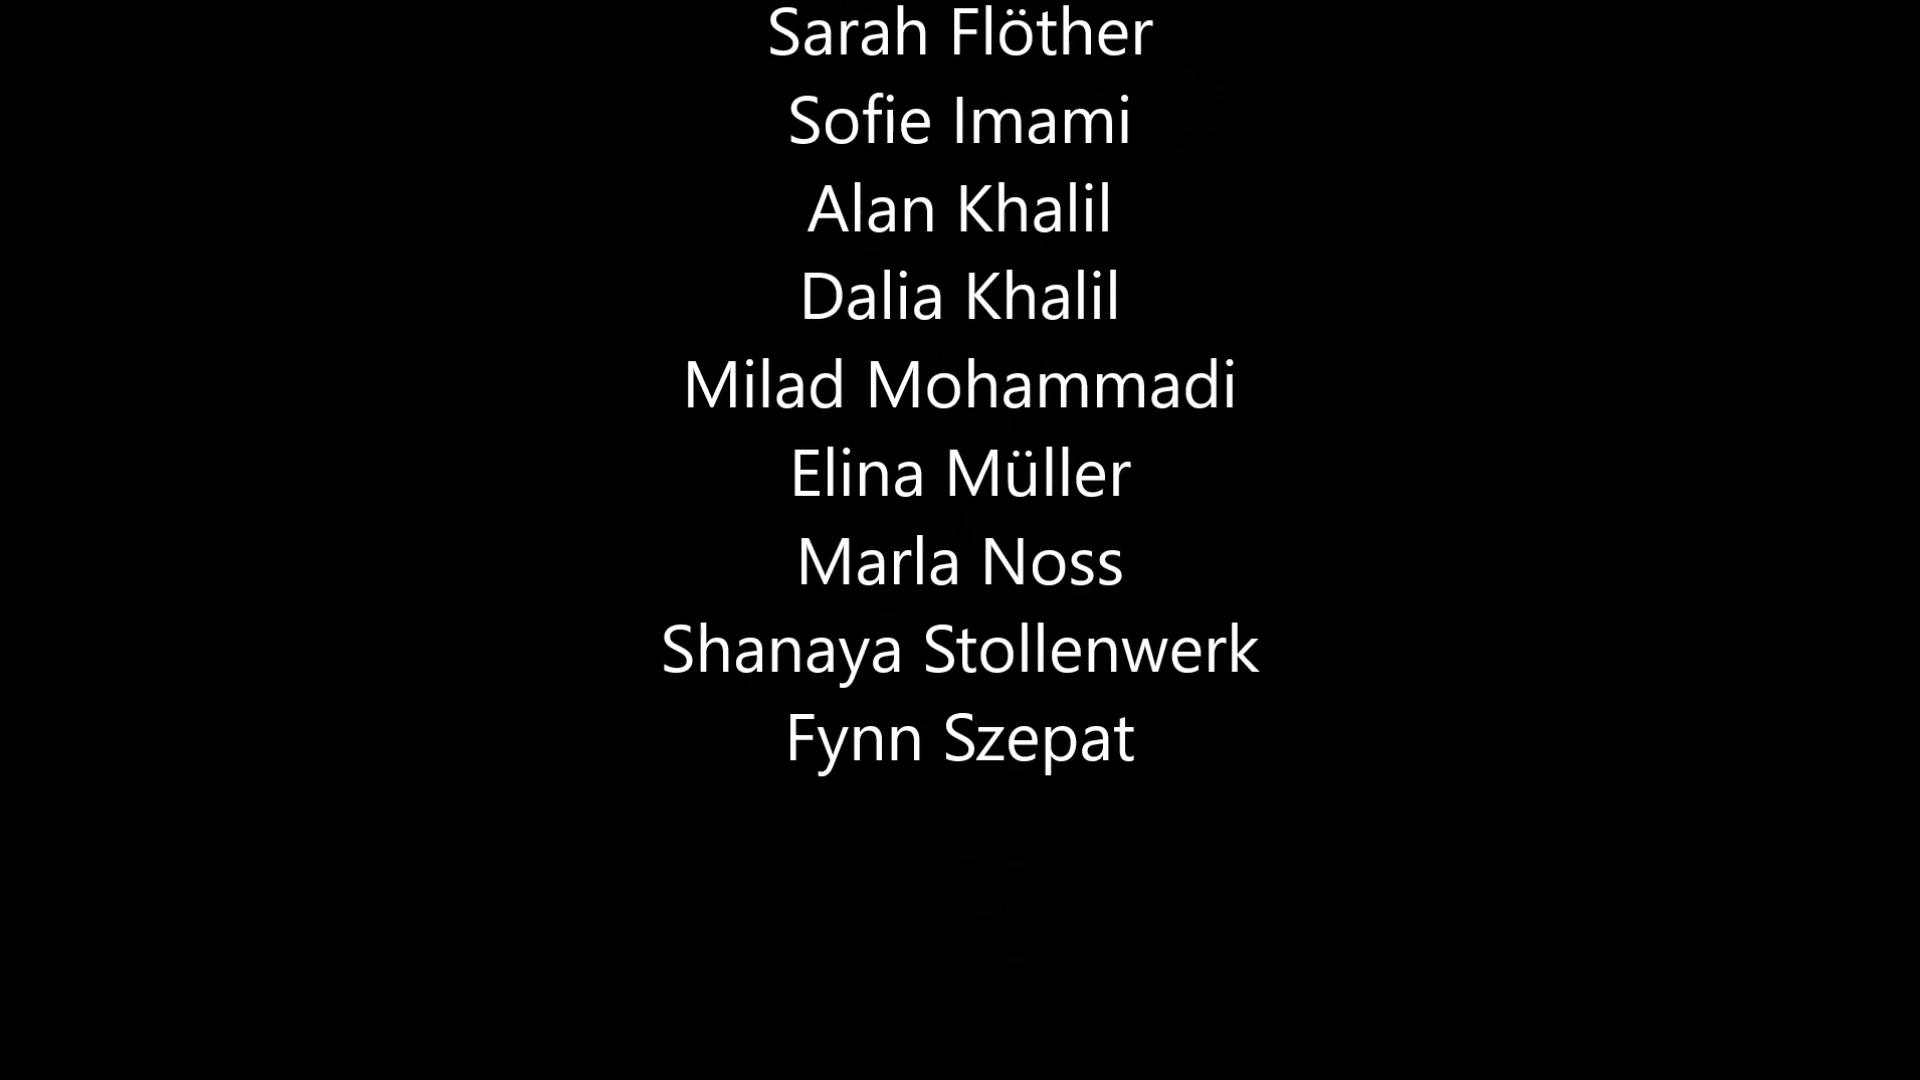 Sarah Flöther
Sofie Imami
Alan Khalil
Dalia Khalil
Milad Mohammadi
Elina Müller
Marla Noss
Shanaya Stollenwerk
Fynn Szepat